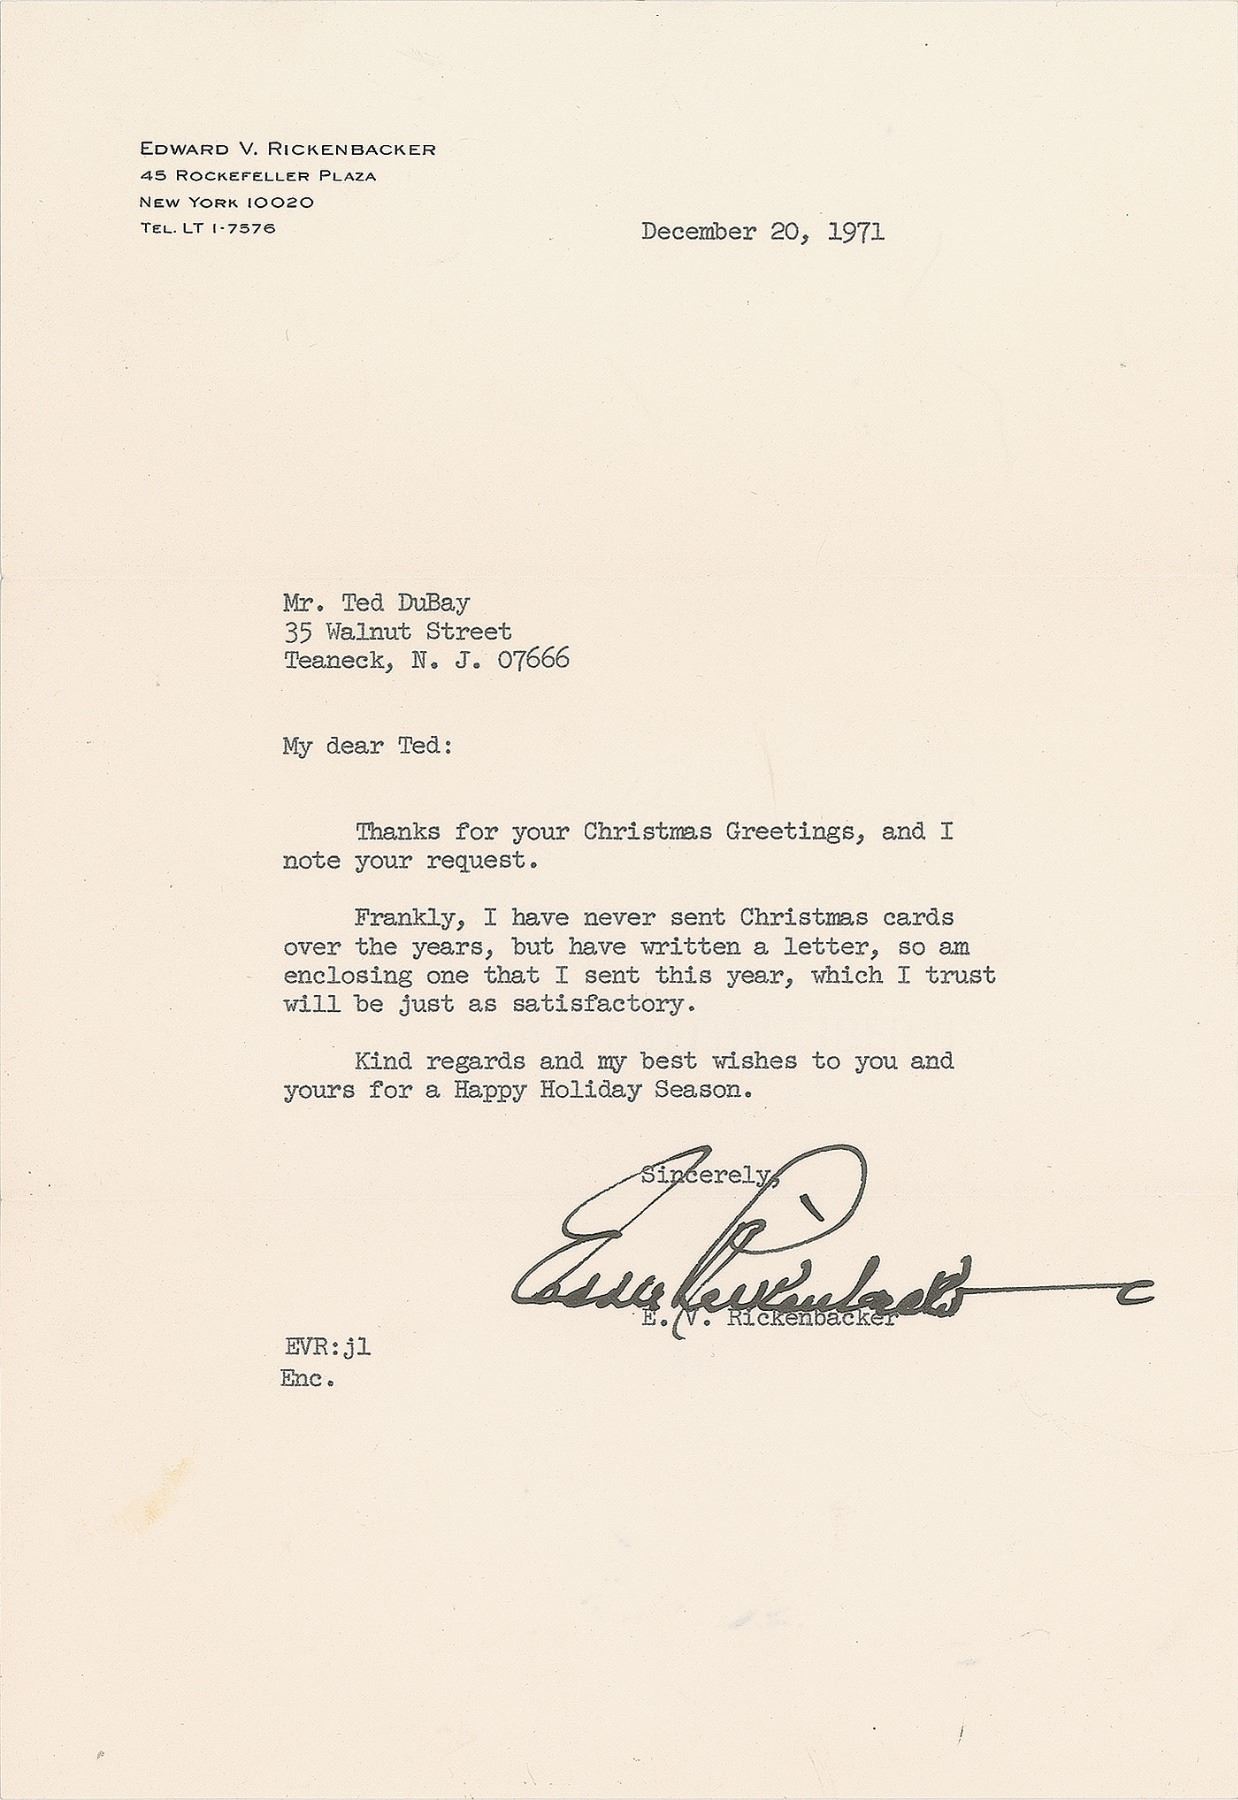 EDWARD V. RICKENBACKER
45 ROCKEFELLER PLAZA
NEW YORK 10020
TEL. LT 1-7576
December 20, 1971
Mr. Ted DuBay
35 Walnut Street
Teaneck, N. J. 07666
My dear Ted:
Thanks for your Christmas Greetings, and I
note your request.
Frankly, I have never sent Christmas cards
over the years, but have written a letter, so am
enclosing one that I sent this year, which I trust
will be just as satisfactory.
Kind regards and my best wishes to you and
yours for a Happy Holiday Season.
Sincerely,
Eddie Rickenbacker
E. V. Rickenbacker
EVR:jl
Enc.